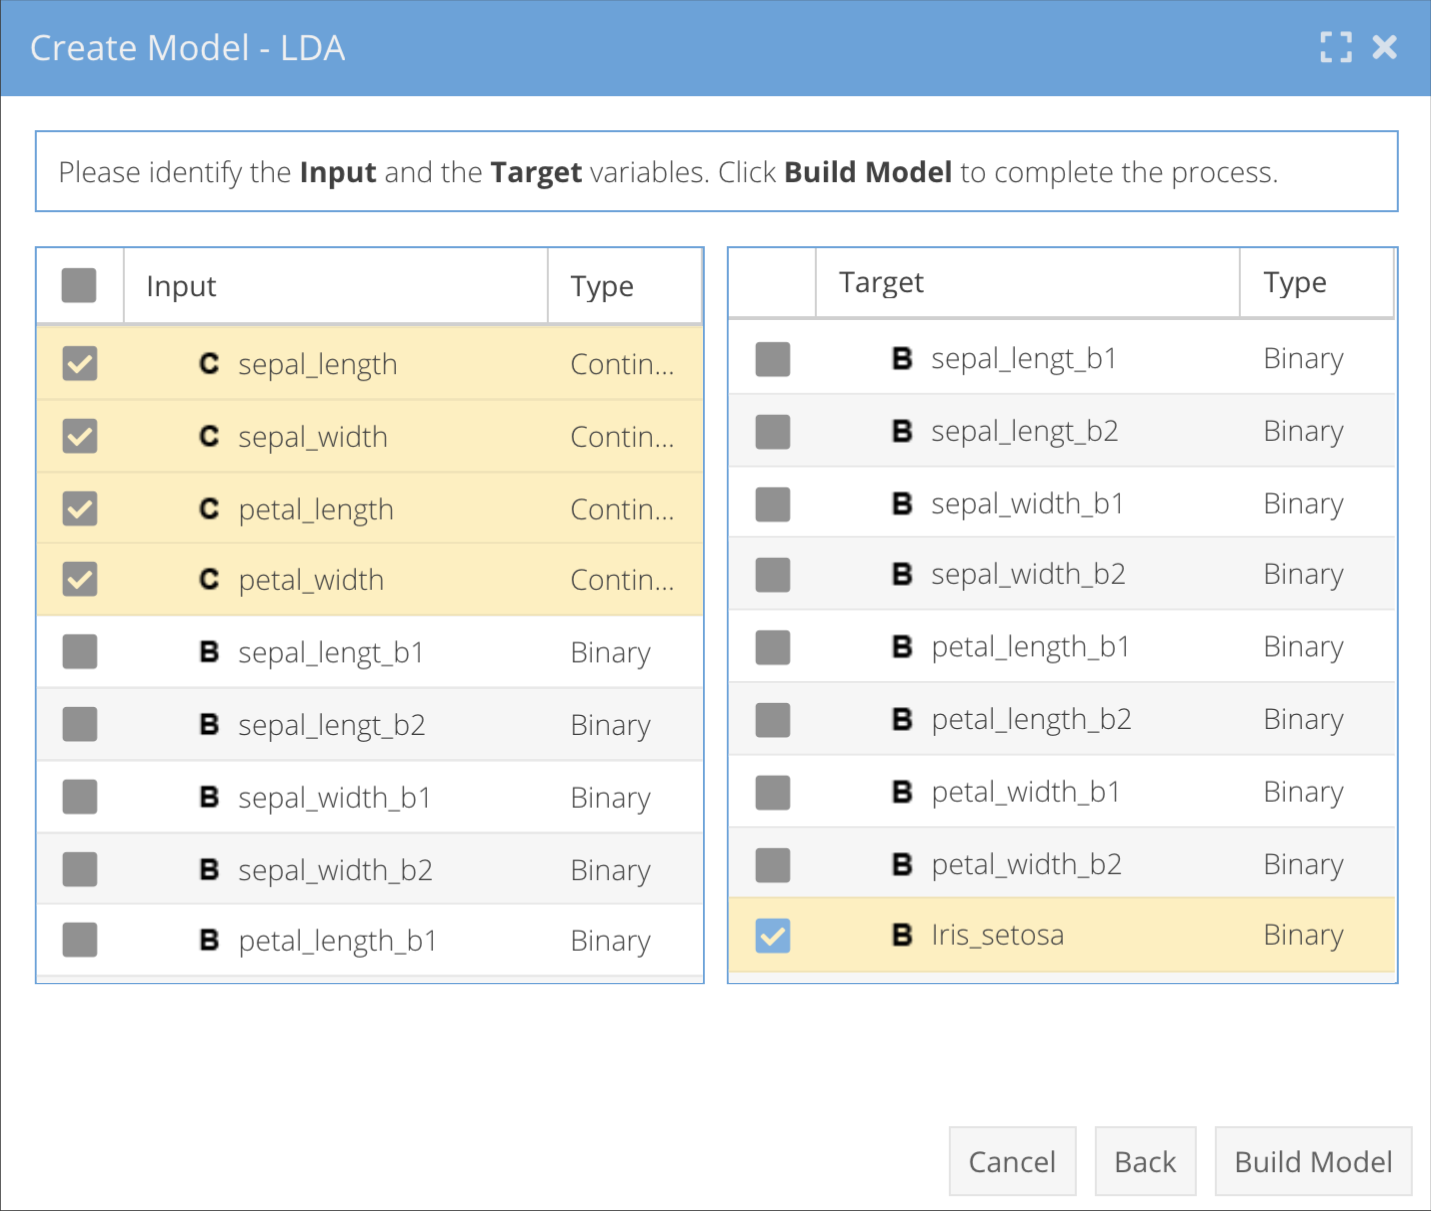 Create Model - LDA
Please identify the Input and the Target variables. Click Build Model to complete the process.
Input Type
C sepal_length Contin...
C sepal_width Contin...
C petal_length Contin...
C petal_width Contin...
B sepal_lengt_b1 Binary
B sepal_lengt_b2 Binary
B sepal_width_b1 Binary
B sepal_width_b2 Binary
B petal_length_b1 Binary
Target Type
B sepal_lengt_b1 Binary
B sepal_lengt_b2 Binary
B sepal_width_b1 Binary
B sepal_width_b2 Binary
B petal_length_b1 Binary
B petal_length_b2 Binary
B petal_width_b1 Binary
B petal_width_b2 Binary
B Iris_setosa Binary
Cancel Back Build Model